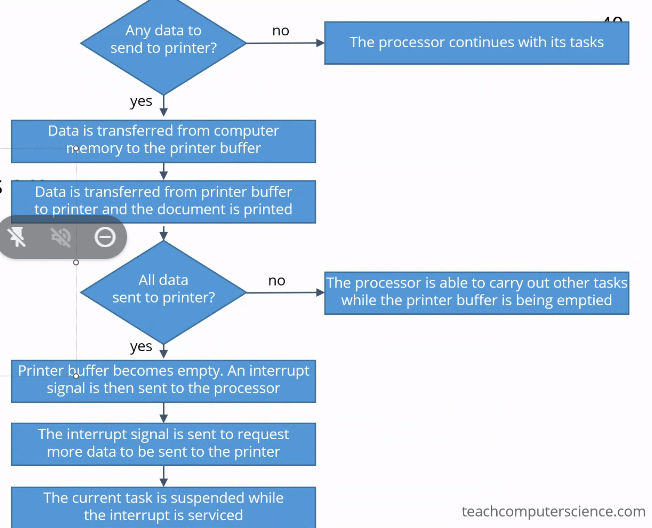 Any data to
send to printer?
no
The processor continues with its tasks
yes
Data is transferred from computer
memory to the printer buffer
Data is transferred from printer buffer
to printer and the document is printed
All data
sent to printer?
no
The processor is able to carry out other tasks
while the printer buffer is being emptied
yes
Printer buffer becomes empty. An interrupt
signal is then sent to the processor
The interrupt signal is sent to request
more data to be sent to the printer
The current task is suspended while
the interrupt is serviced
teachcomputerscience.com